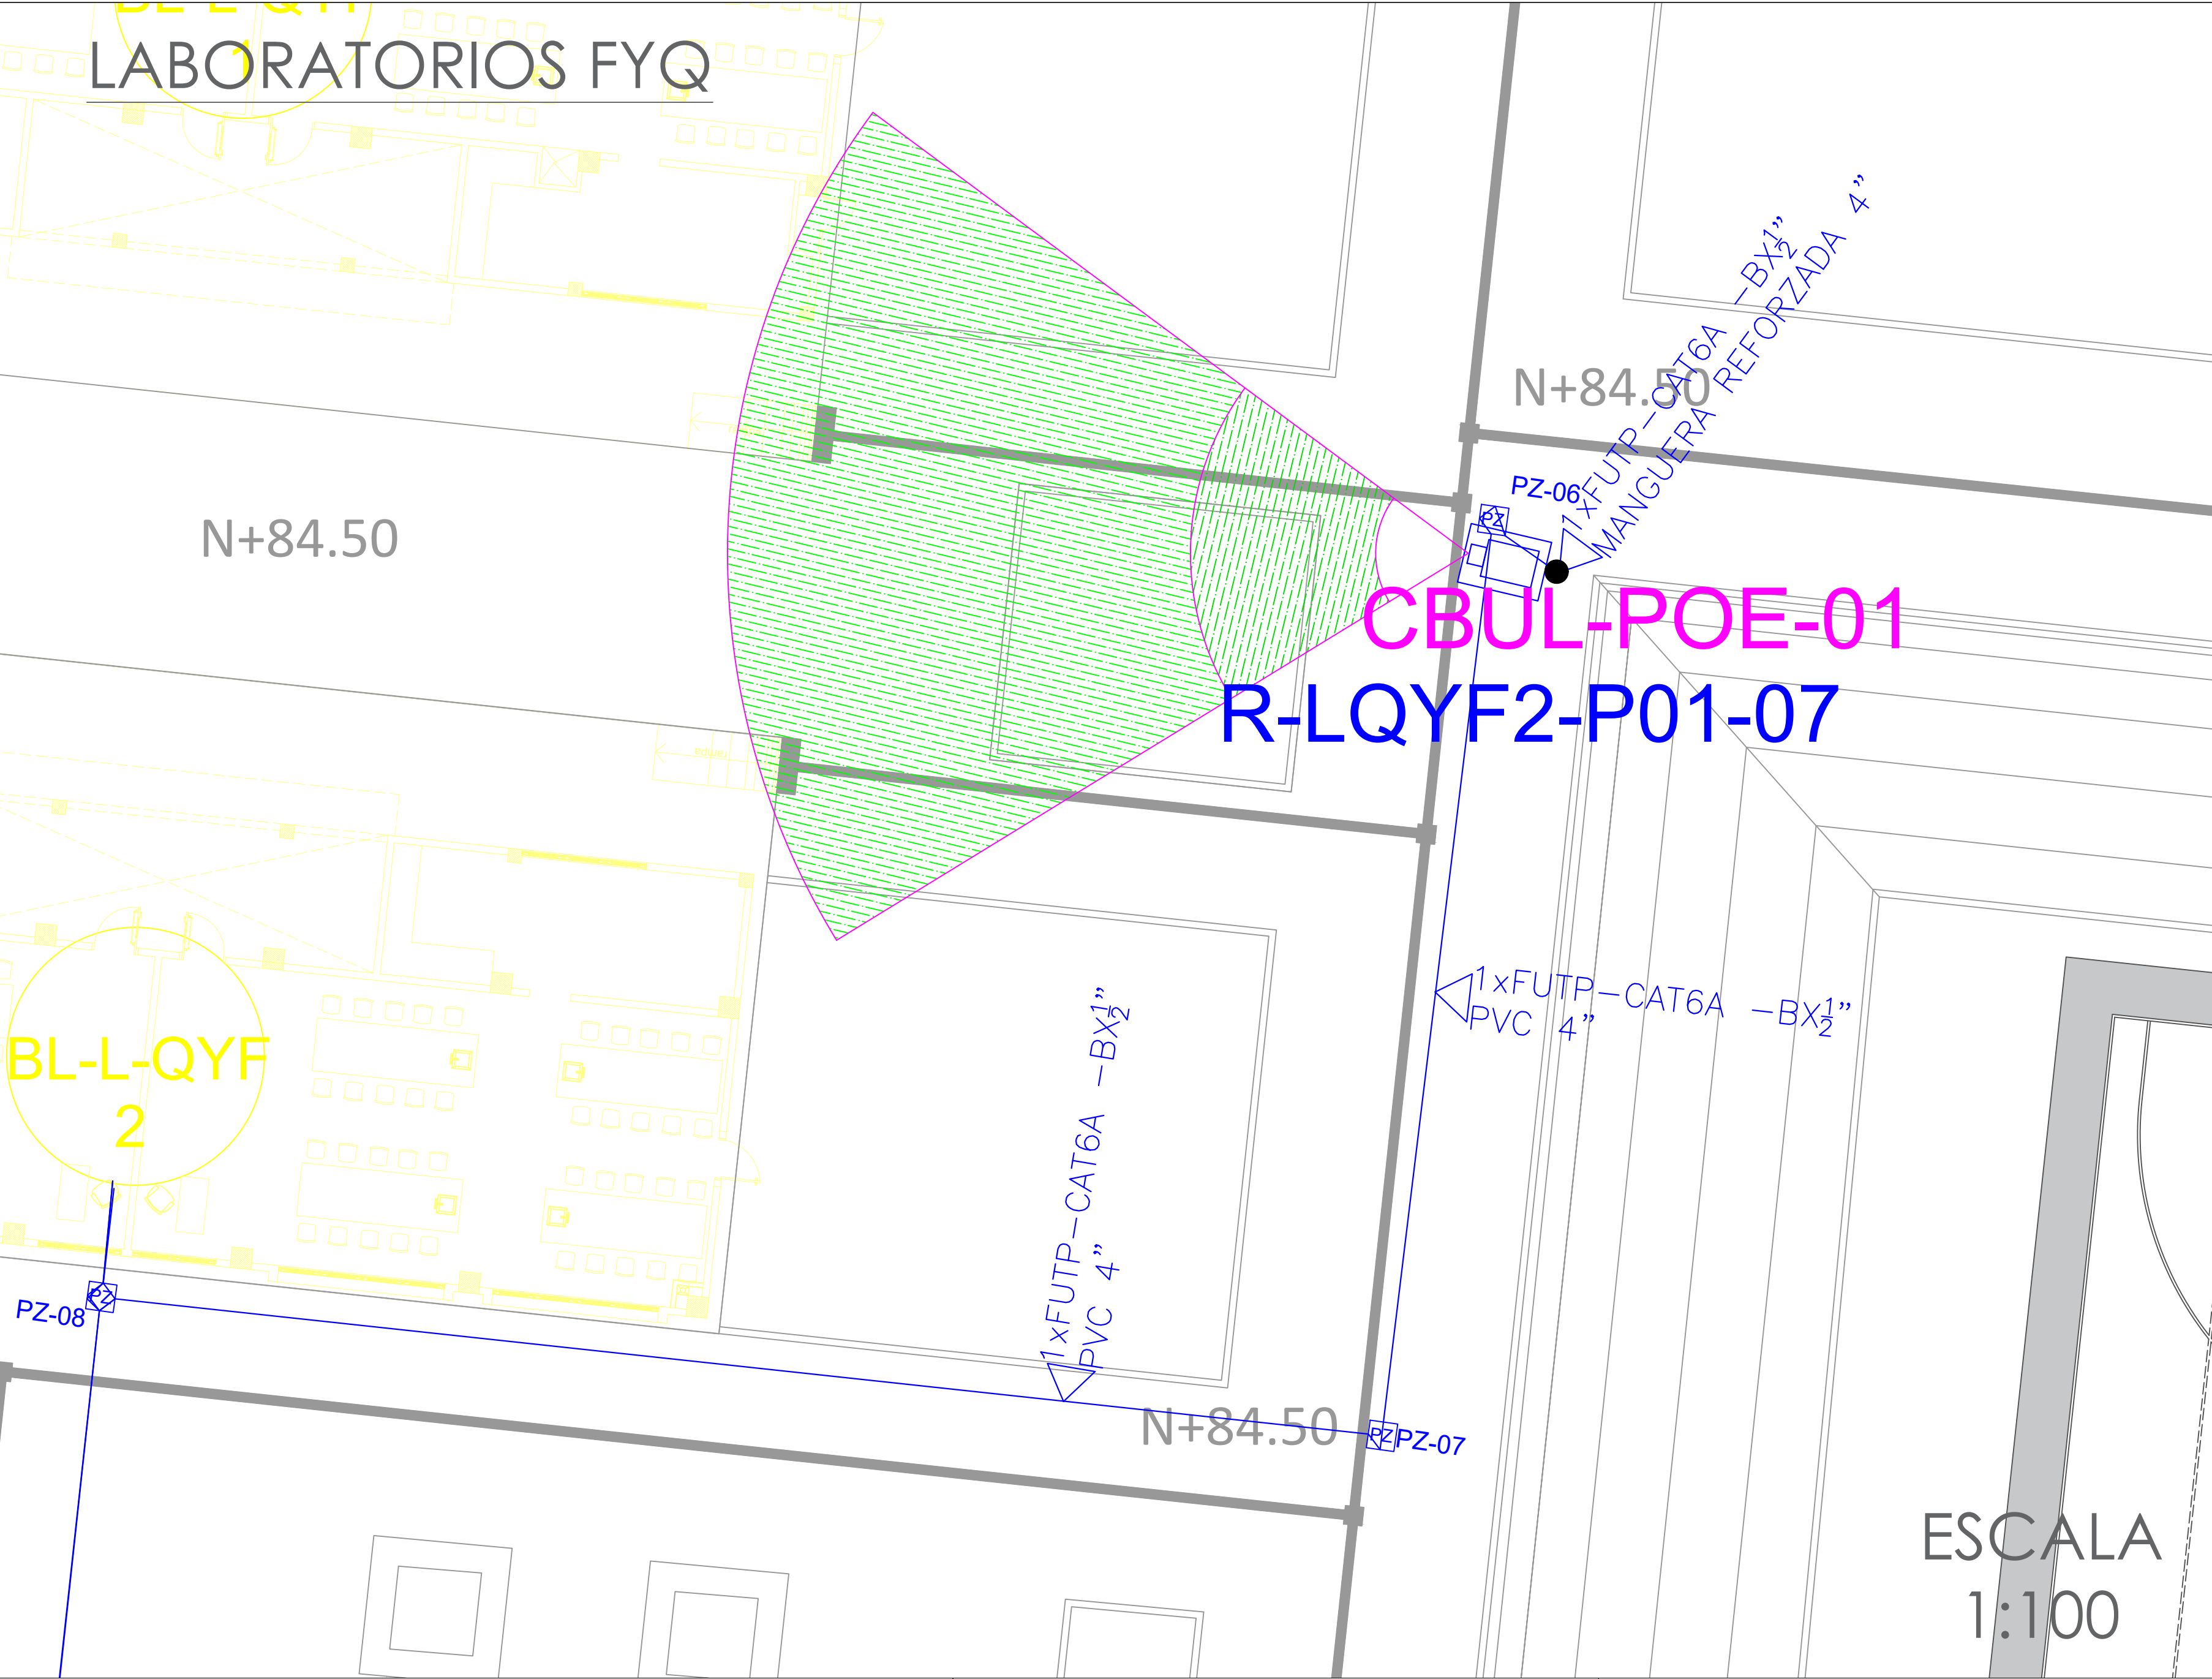 LABORATORIOS FYQ
1
N+84.50
N+84.50
1xFUTP-CAT6A -BX½”
MANGUERA REFORZADA 4”
PZ-06
PZ
CBUL-POE-01
R-LQYF2-P01-07
1xFUTP-CAT6A -BX½”
PVC 4”
1xFUTP-CAT6A -BX½”
PVC 4”
BL-L-QYF
2
PZ-08
PZ
N+84.50
PZ
PZ-07
ESCALA
1:100